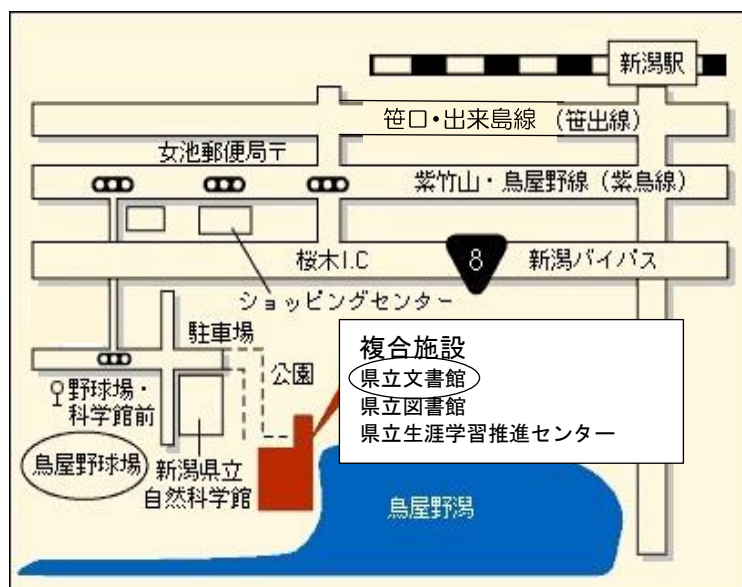 新潟駅
笹口・出来島線（笹出線）
女池郵便局〒
紫竹山・鳥屋野線（紫鳥線）
桜木I.C
8
新潟バイパス
ショッピングセンター
駐車場
公園
複合施設
県立文書館
県立図書館
県立生涯学習推進センター
野球場・
科学館前
鳥屋野球場
新潟県立
自然科学館
鳥屋野潟